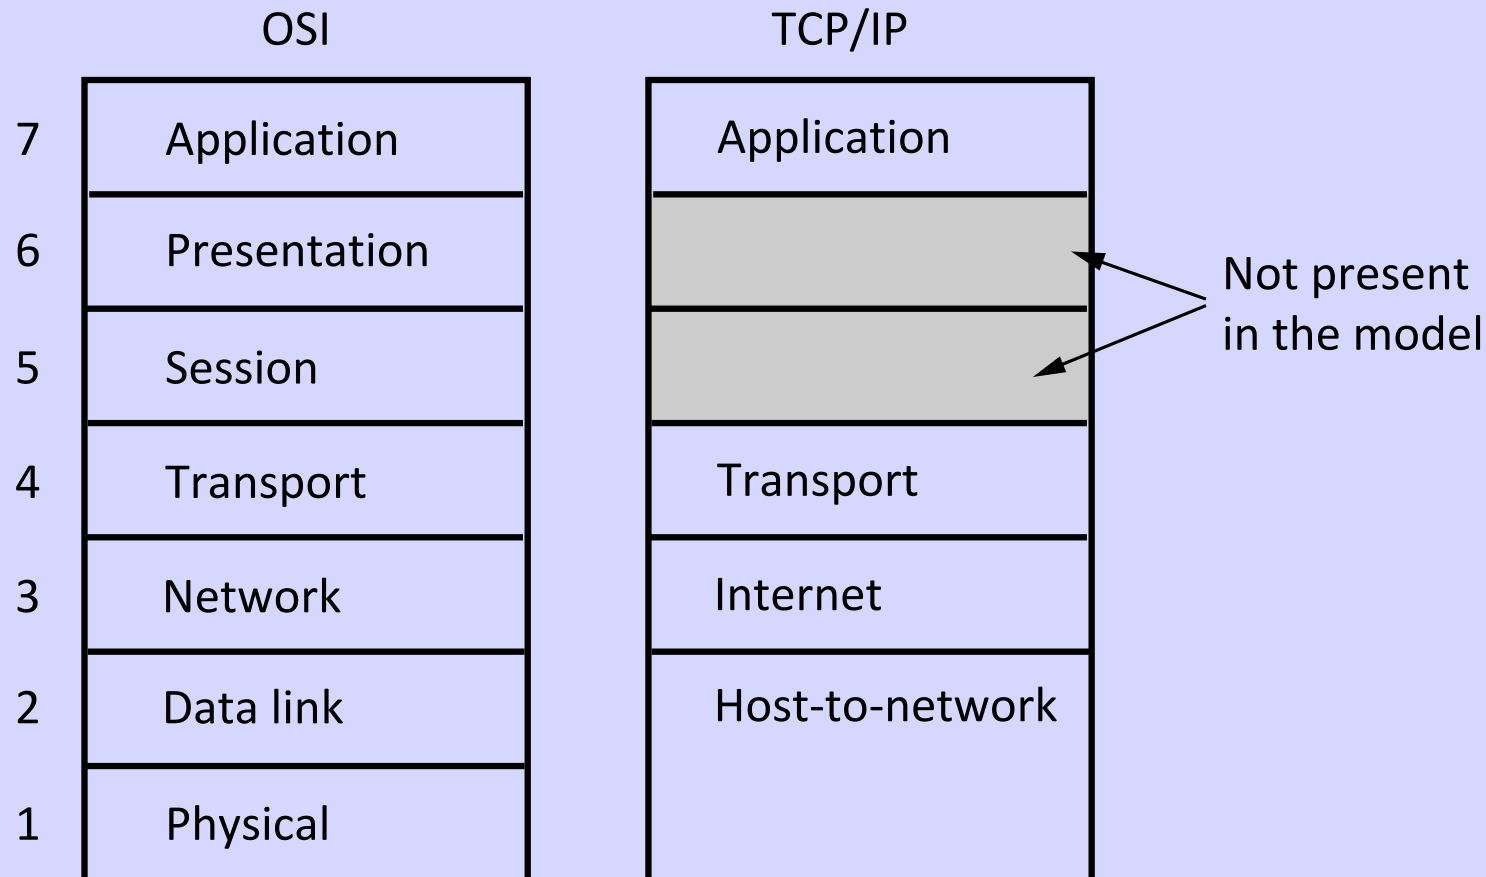 OSI TCP/IP
7 Application Application
6 Presentation
Not present
in the model
5 Session
4 Transport Transport
3 Network Internet
2 Data link Host-to-network
1 Physical